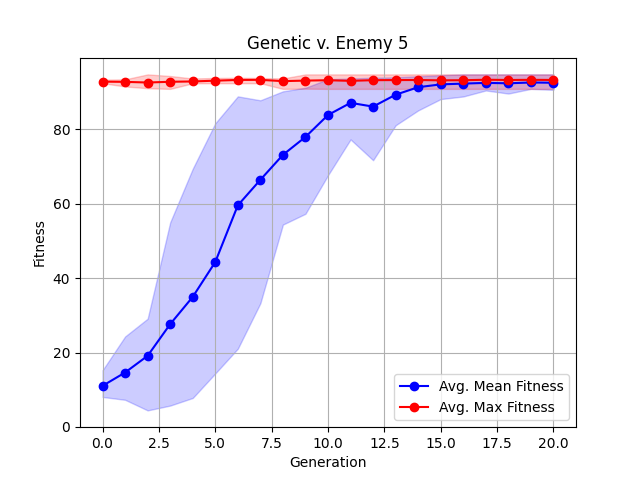 Genetic v. Enemy 5
Fitness
80
60
40
20
0
0.0 2.5 5.0 7.5 10.0 12.5 15.0 17.5 20.0
Generation
Avg. Mean Fitness
Avg. Max Fitness